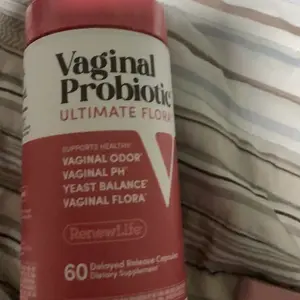 Vaginal
Probiotic
ULTIMATE FLORA
SUPPORTS HEALTHY
VAGINAL ODOR*
VAGINAL PH*
YEAST BALANCE*
VAGINAL FLORA*
RenewLife
60 Delayed Release Capsules
Dietary Supplement